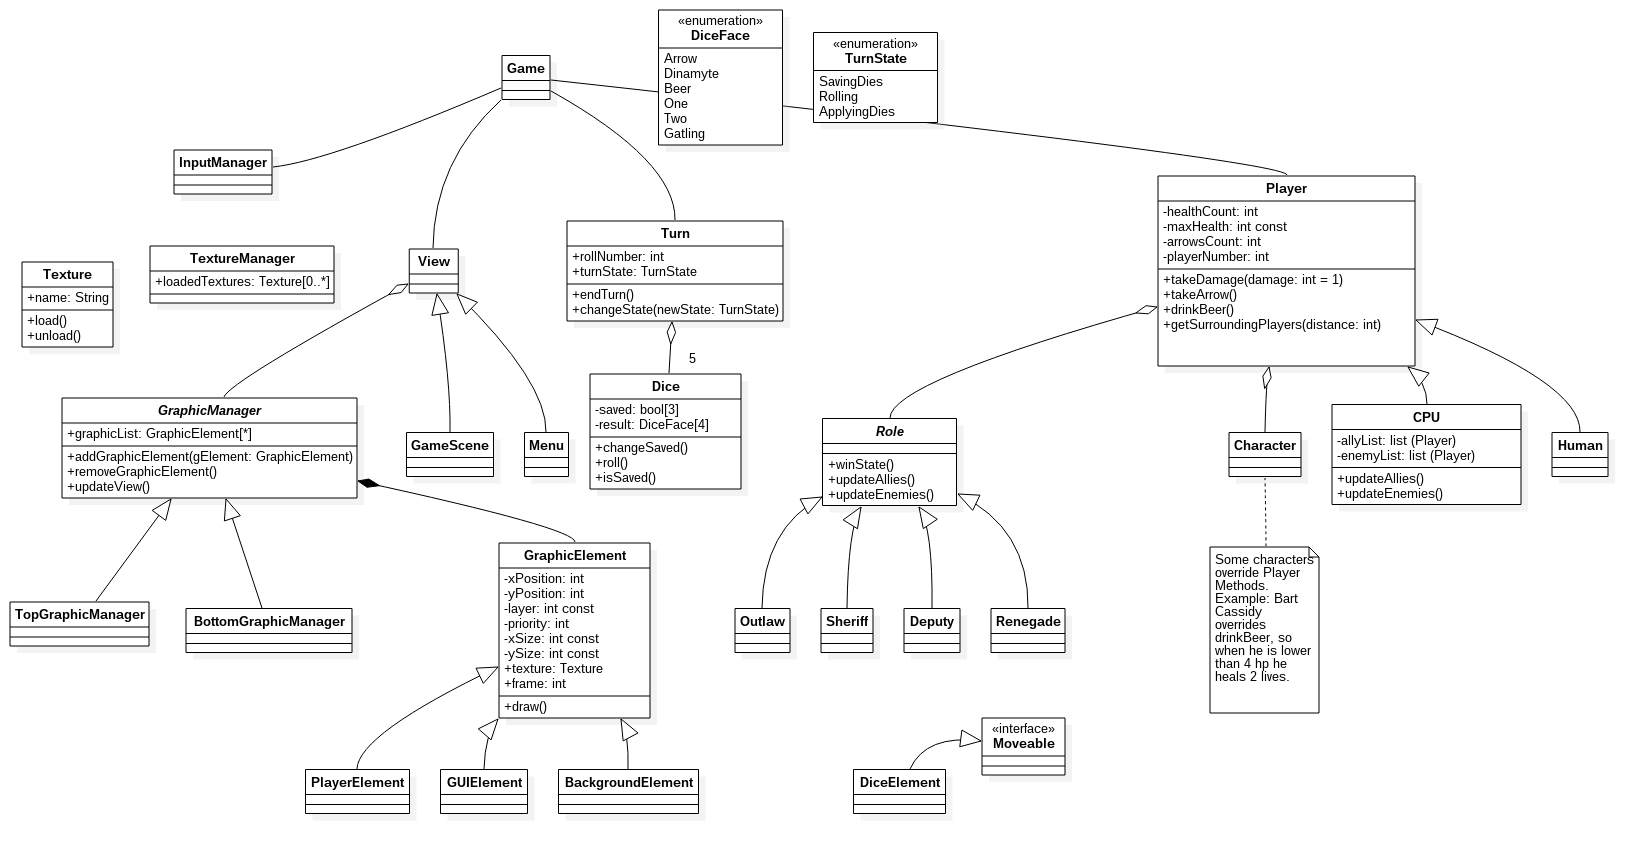 «enumeration»
DiceFace
Arrow
Dinamyte
Beer
One
Two
Gatling
«enumeration»
TurnState
SavingDies
Rolling
ApplyingDies
Game
InputManager
Player
-healthCount: int
-maxHealth: int const
-arrowsCount: int
-playerNumber: int
+takeDamage(damage: int = 1)
+takeArrow()
+drinkBeer()
+getSurroundingPlayers(distance: int)
Texture
+name: String
+load()
+unload()
TextureManager
+loadedTextures: Texture[0..*]
View
Turn
+rollNumber: int
+turnState: TurnState
+endTurn()
+changeState(newState: TurnState)
5
Dice
-saved: bool[3]
-result: DiceFace[4]
+changeSaved()
+roll()
+isSaved()
GraphicManager
+graphicList: GraphicElement[*]
+addGraphicElement(gElement: GraphicElement)
+removeGraphicElement()
+updateView()
GameScene
Menu
Role
+winState()
+updateAllies()
+updateEnemies()
Character
CPU
-allyList: list (Player)
-enemyList: list (Player)
+updateAllies()
+updateEnemies()
Human
Some characters
override Player
Methods.
Example: Bart
Cassidy
overrides
drinkBeer, so
when he is lower
than 4 hp he
heals 2 lives.
GraphicElement
-xPosition: int
-yPosition: int
-layer: int const
-priority: int
-xSize: int const
-ySize: int const
+texture: Texture
+frame: int
+draw()
TopGraphicManager
BottomGraphicManager
Outlaw
Sheriff
Deputy
Renegade
«interface»
Moveable
PlayerElement
GUIElement
BackgroundElement
DiceElement